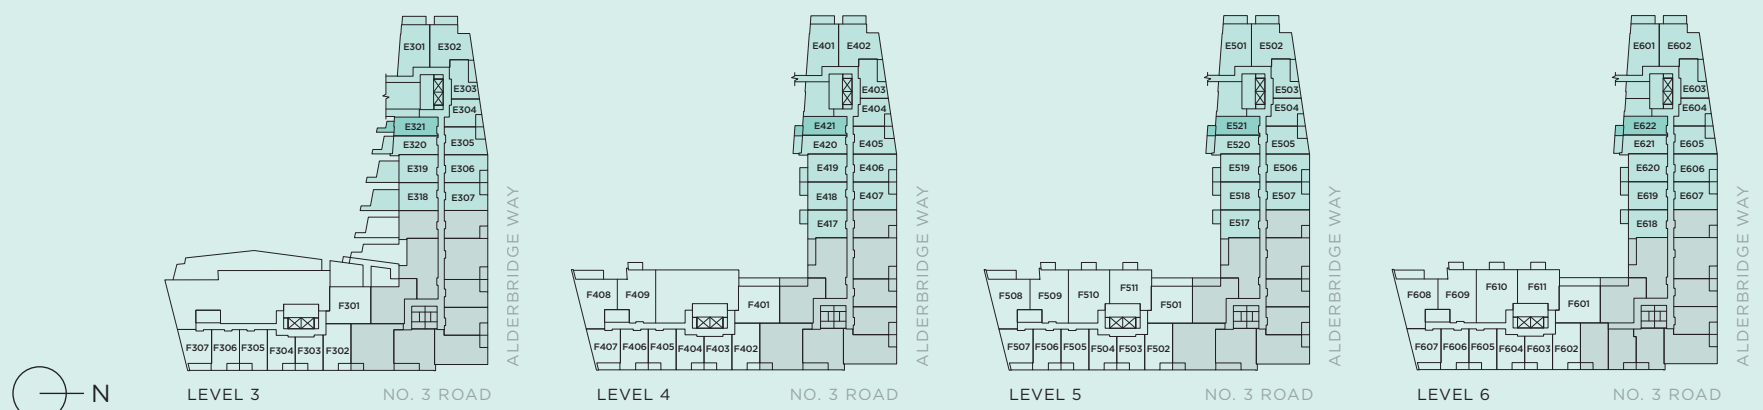 E301 E302
E303
E304
E321
E320 E305
E319 E306
E318 E307
F301
F307 F306 F305 F304 F303 F302
ALDERBRIDGE WAY
N
LEVEL 3 NO. 3 ROAD
E401 E402
E403
E404
E421
E420 E405
E419 E406
E418 E407
E417
F408 F409
F401
F407 F406 F405 F404 F403 F402
ALDERBRIDGE WAY
LEVEL 4 NO. 3 ROAD
E501 E502
E503
E504
E521
E520 E505
E519 E506
E518 E507
E517
F508 F509 F510 F511
F501
F507 F506 F505 F504 F503 F502
ALDERBRIDGE WAY
LEVEL 5 NO. 3 ROAD
E601 E602
E603
E604
E622
E621 E605
E620 E606
E619 E607
E618
F608 F609 F610 F611
F601
F607 F606 F605 F604 F603 F602
ALDERBRIDGE WAY
LEVEL 6 NO. 3 ROAD